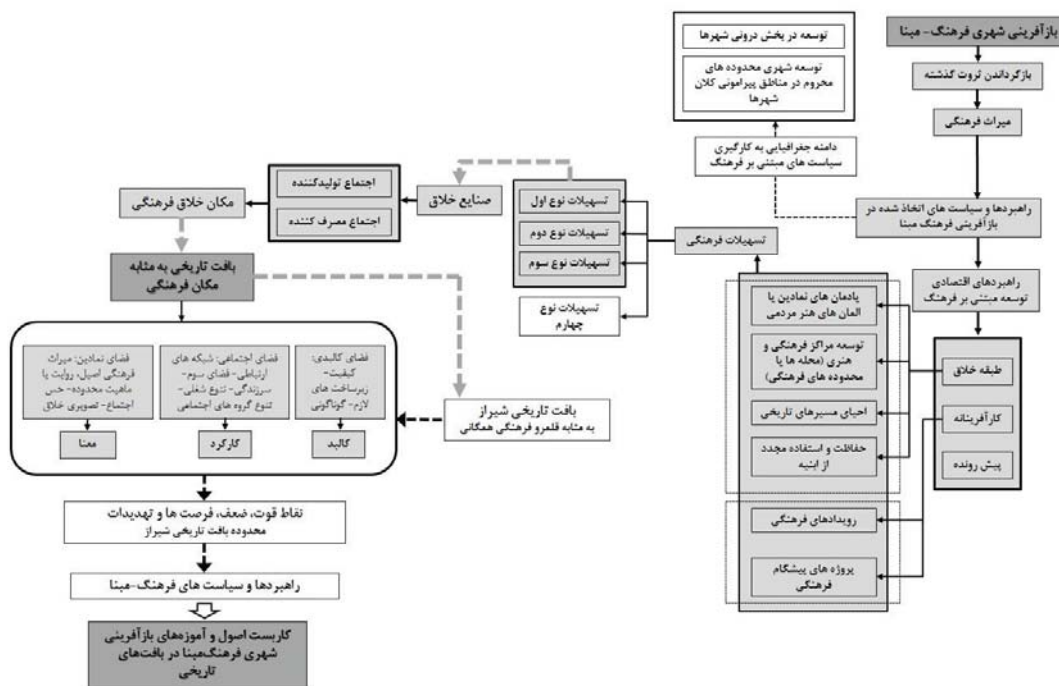 بازآفرینی شهری فرهنگ- مبنا
بازگرداندن ثروت گذشته
میراث فرهنگی
راهبردها و سیاست های اتخاذ شده در
بازآفرینی فرهنگ مبنا
راهبردهای اقتصادی
توسعه مبتنی بر فرهنگ
طبقه خلاق
کارآفرینانه
پیش رونده
توسعه در بخش درونی شهرها
توسعه شهری محدوده های
محروم در مناطق پیرامونی کلان
شهرها
دامنه جغرافیایی به کارگیری
سیاست های مبتنی بر فرهنگ
یادمان های نمادین یا
المان های هنر مردمی
توسعه مراکز فرهنگی و
هنری (محله ها یا
محدوده های فرهنگی)
احیای مسیرهای تاریخی
حفاظت و استفاده مجدد
از ابنیه
رویدادهای فرهنگی
پروژه های پیشگام
فرهنگی
تسهیلات فرهنگی
تسهیلات نوع اول
تسهیلات نوع دوم
تسهیلات نوع سوم
تسهیلات نوع
چهارم
صنایع خلاق
اجتماع تولیدکننده
اجتماع مصرف کننده
مکان خلاق فرهنگی
بافت تاریخی به مثابه
مکان فرهنگی
بافت تاریخی شیراز
به مثابه قلمرو فرهنگی همگانی
فضای کالبدی:
کیفیت-
زیرساخت های
لازم- گوناگونی
کالبد
فضای اجتماعی: شبکه های
ارتباطی- فضای سوم-
سرزندگی- تنوع شغلی-
تنوع گروه های اجتماعی
کارکرد
فضای نمادین: میراث
فرهنگی اصیل، روایت یا
ماهیت محدوده- حس
اجتماع- تصویری خلاق
معنا
نقاط قوت، ضعف، فرصت ها و تهدیدات
محدوده بافت تاریخی شیراز
راهبردها و سیاست های فرهنگ-مبنا
کاربست اصول و آموزه‌های بازآفرینی
شهری فرهنگ‌مبنا در بافت‌های
تاریخی